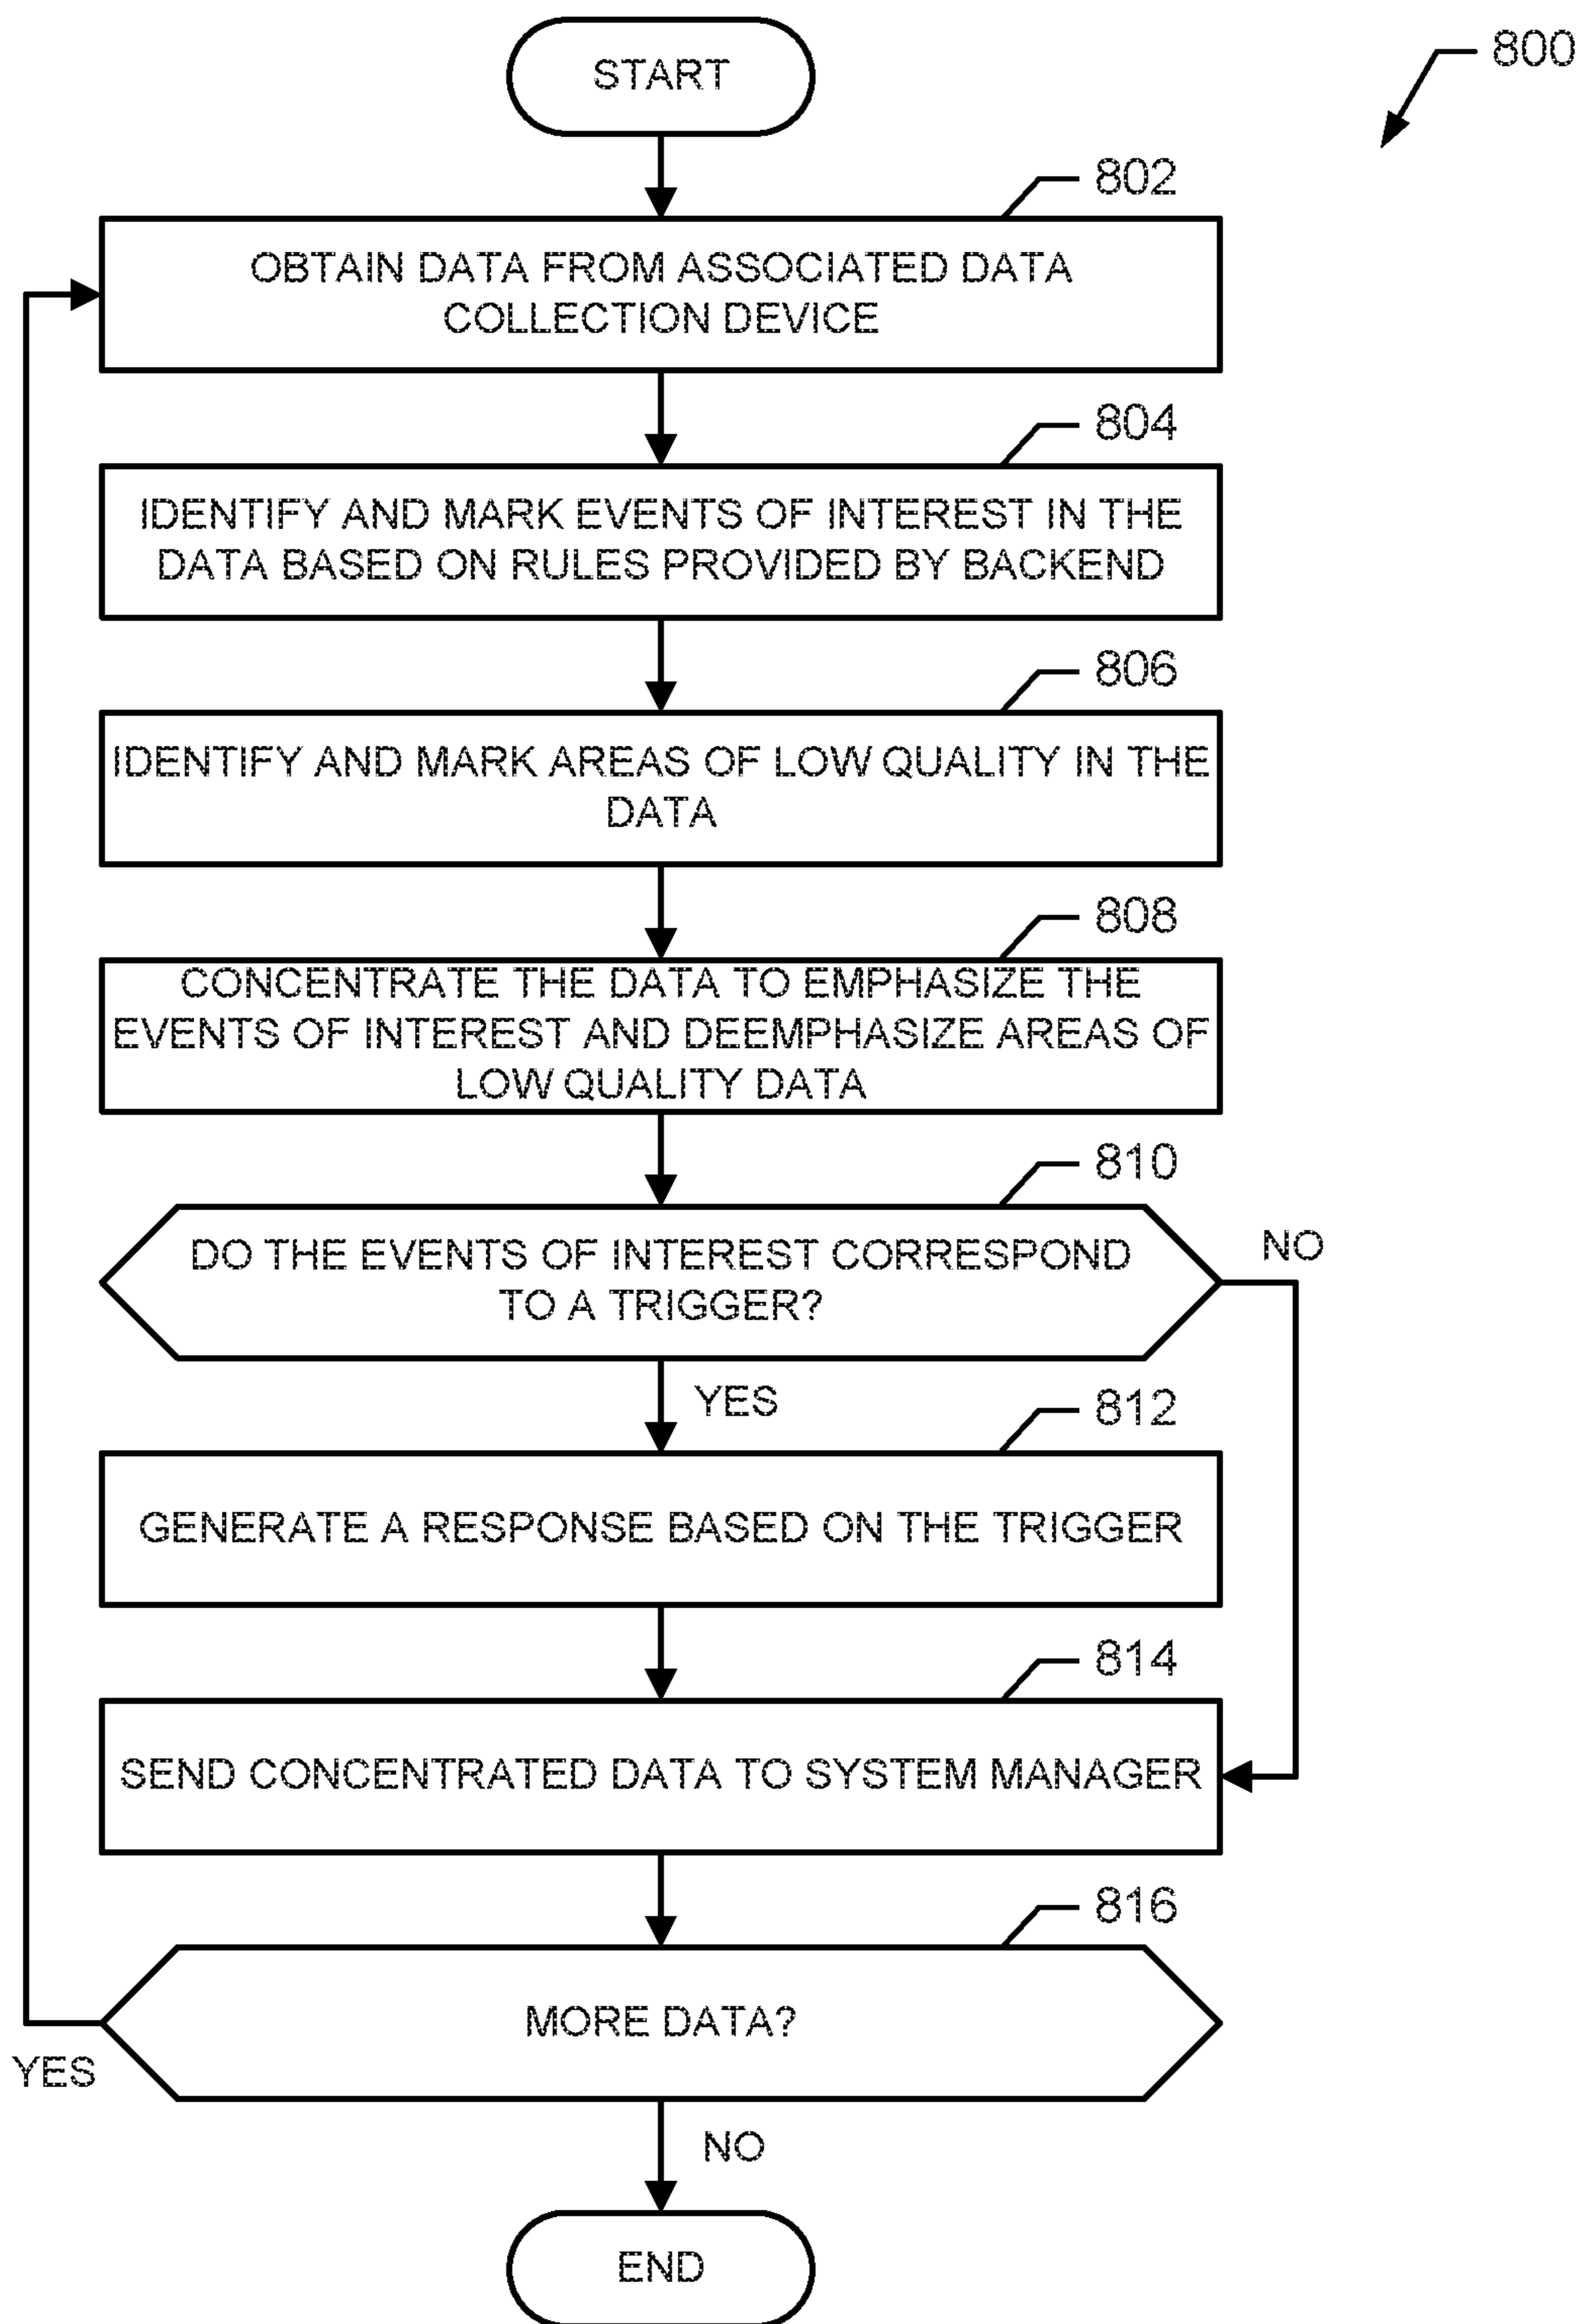 START
800
802
OBTAIN DATA FROM ASSOCIATED DATA
COLLECTION DEVICE
804
IDENTIFY AND MARK EVENTS OF INTEREST IN THE
DATA BASED ON RULES PROVIDED BY BACKEND
806
IDENTIFY AND MARK AREAS OF LOW QUALITY IN THE
DATA
808
CONCENTRATE THE DATA TO EMPHASIZE THE
EVENTS OF INTEREST AND DEEMPHASIZE AREAS OF
LOW QUALITY DATA
810
DO THE EVENTS OF INTEREST CORRESPOND
TO A TRIGGER?
NO
YES
812
GENERATE A RESPONSE BASED ON THE TRIGGER
814
SEND CONCENTRATED DATA TO SYSTEM MANAGER
816
MORE DATA?
YES
NO
END